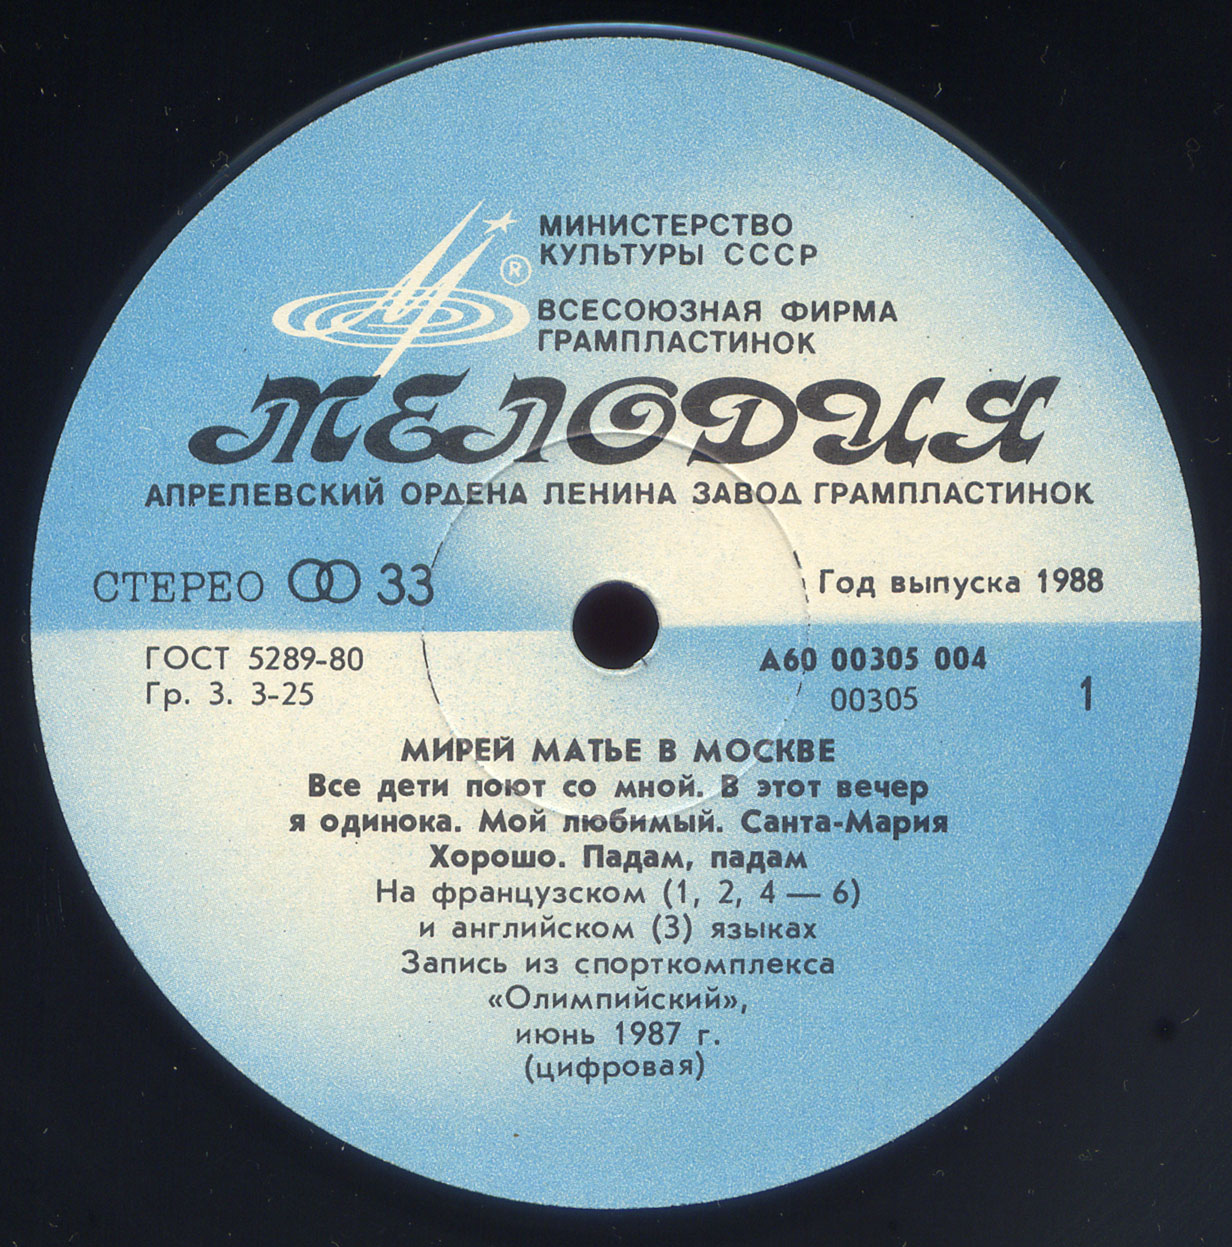 МИНИСТЕРСТВО
КУЛЬТУРЫ СССР
®
ВСЕСОЮЗНАЯ ФИРМА
ГРАМПЛАСТИНОК
МЕЛОДИЯ
АПРЕЛЕВСКИЙ ОРДЕНА ЛЕНИНА ЗАВОД ГРАМПЛАСТИНОК
СТЕРЕО 33
Год выпуска 1988
ГОСТ 5289-80
Гр. 3. 3-25
А60 00305 004
00305
1
МИРЕЙ МАТЬЕ В МОСКВЕ
Все дети поют со мной. В этот вечер
я одинока. Мой любимый. Санта-Мария
Хорошо. Падам, падам
На французском (1, 2, 4 — 6)
и английском (3) языках
Запись из спорткомплекса
«Олимпийский»,
июнь 1987 г.
(цифровая)